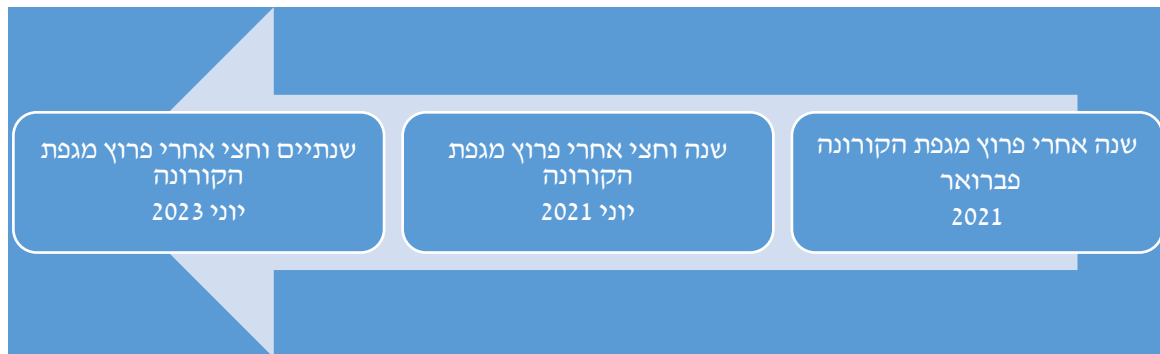 שנה אחרי פרוץ מגפת הקורונה
פברואר
2021
שנה וחצי אחרי פרוץ מגפת
הקורונה
יוני 2021
שנתיים וחצי אחרי פרוץ מגפת
הקורונה
יוני 2023